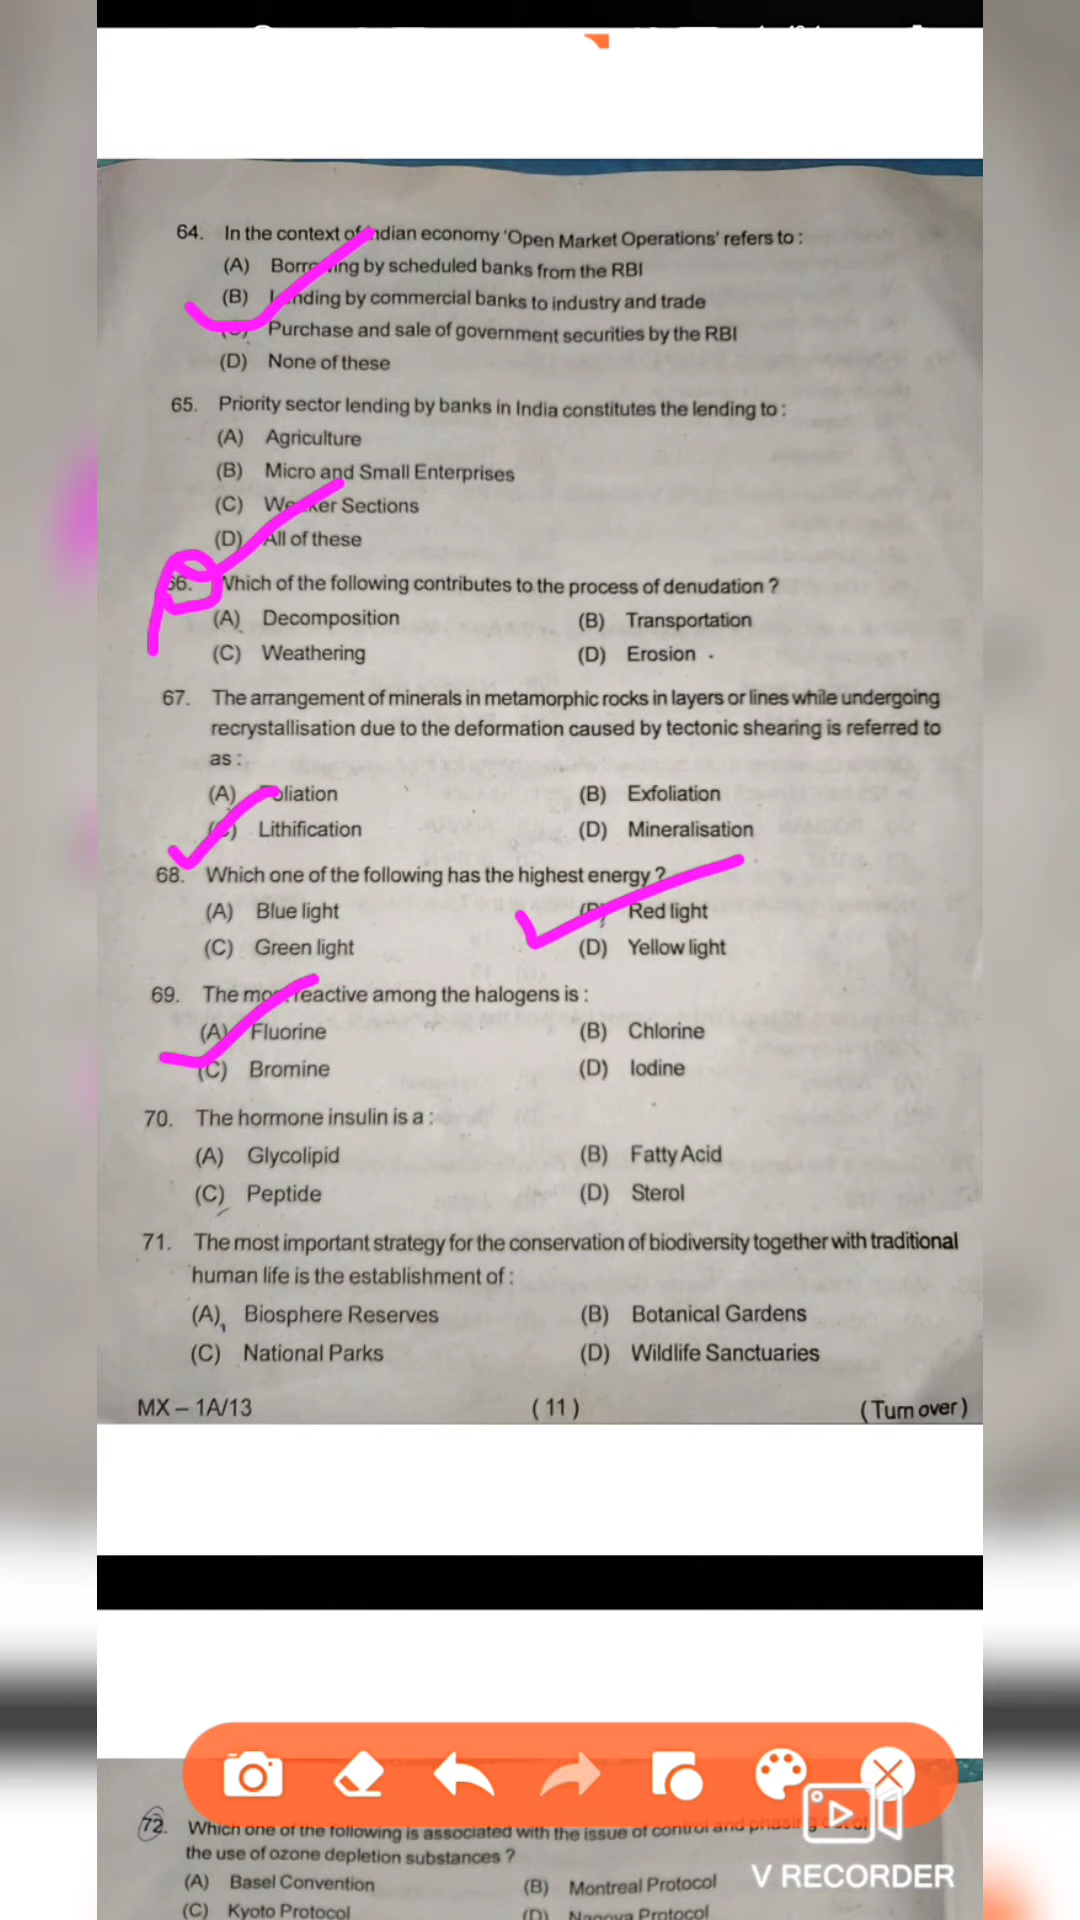 64. In the context of Indian economy 'Open Market Operations' refers to :
(A) Borrowing by scheduled banks from the RBI
(B) Lending by commercial banks to industry and trade
(C) Purchase and sale of government securities by the RBI
(D) None of these
65. Priority sector lending by banks in India constitutes the lending to :
(A) Agriculture
(B) Micro and Small Enterprises
(C) Weaker Sections
(D) All of these
66. Which of the following contributes to the process of denudation ?
(A) Decomposition (B) Transportation
(C) Weathering (D) Erosion
67. The arrangement of minerals in metamorphic rocks in layers or lines while undergoing
recrystallisation due to the deformation caused by tectonic shearing is referred to
as :
(A) Foliation (B) Exfoliation
(C) Lithification (D) Mineralisation
68. Which one of the following has the highest energy ?
(A) Blue light (B) Red light
(C) Green light (D) Yellow light
69. The most reactive among the halogens is :
(A) Fluorine (B) Chlorine
(C) Bromine (D) Iodine
70. The hormone insulin is a :
(A) Glycolipid (B) Fatty Acid
(C) Peptide (D) Sterol
71. The most important strategy for the conservation of biodiversity together with traditional
human life is the establishment of :
(A) Biosphere Reserves (B) Botanical Gardens
(C) National Parks (D) Wildlife Sanctuaries
MX – 1A/13 ( 11 ) (Turn over)
72. Which one of the following is associated with the issue of control and phasing out of
the use of ozone depletion substances ?
(A) Basel Convention (B) Montreal Protocol
V RECORDER
(C) Kyoto Protocol (D) Nagoya Protocol